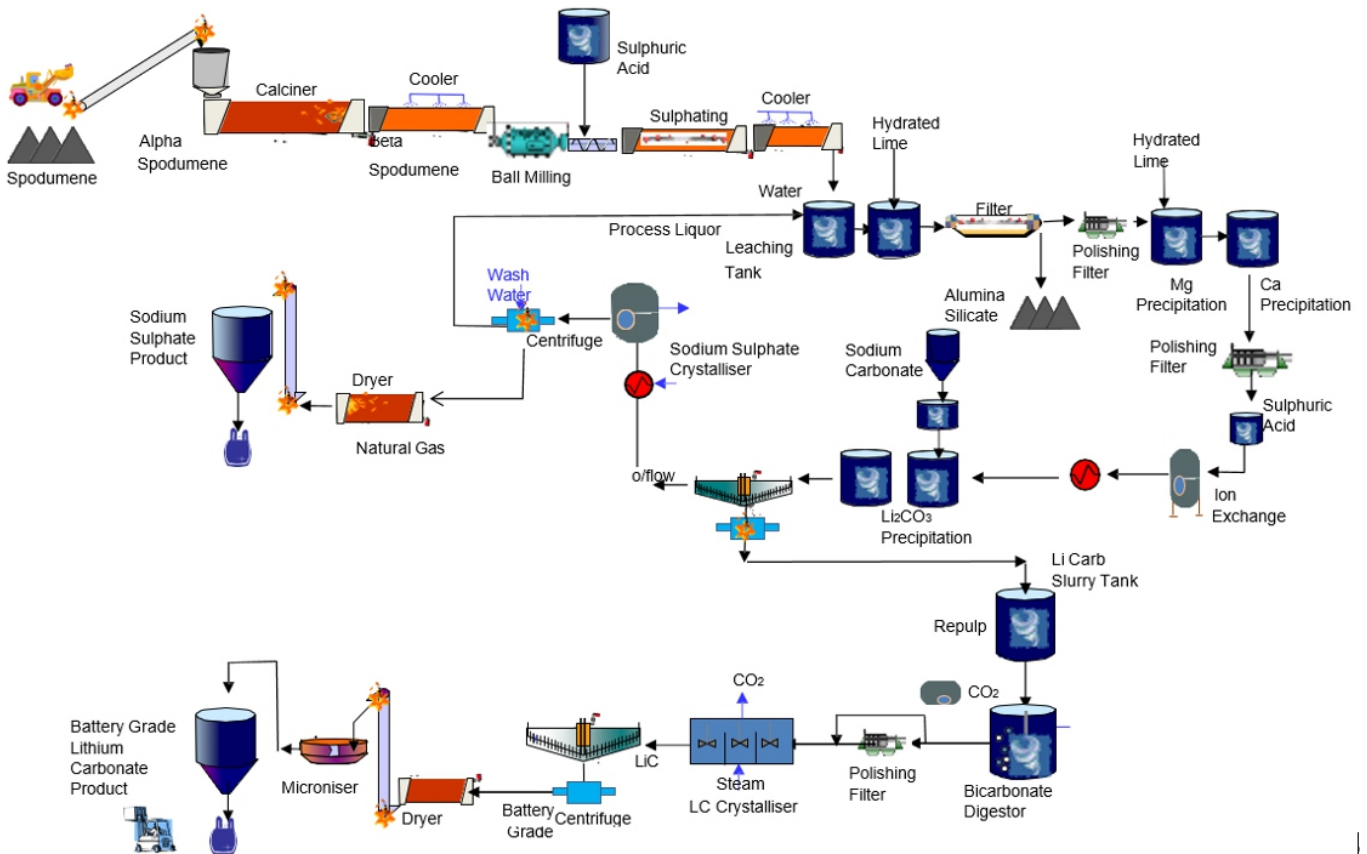 Sulphuric
Acid
Calciner
Cooler
Sulphating
Cooler
Hydrated
Lime
Hydrated
Lime
Alpha
Spodumene
Beta
Spodumene
Spodumene
Ball Milling
Water
Process Liquor
Leaching
Tank
Filter
Polishing
Filter
Mg
Precipitation
Ca
Precipitation
Wash
Water
Centrifuge
Alumina
Silicate
Sodium
Sulphate
Product
Sodium Sulphate
Crystalliser
Sodium
Carbonate
Polishing
Filter
Dryer
Natural Gas
Sulphuric
Acid
o/flow
Li2CO3
Precipitation
Ion
Exchange
Li Carb
Slurry Tank
Repulp
CO2
CO2
Battery Grade
Lithium
Carbonate
Product
Microniser
LiC
Steam
LC Crystalliser
Polishing
Filter
Bicarbonate
Digestor
Dryer
Battery
Grade
Centrifuge